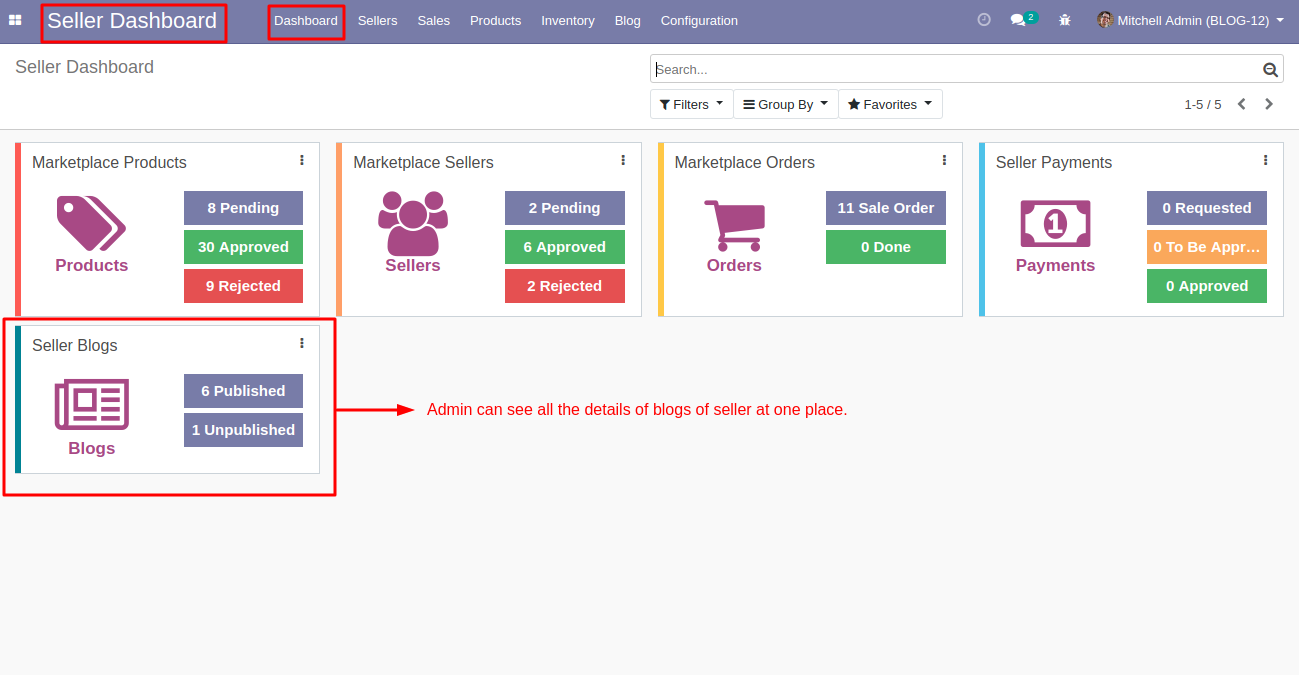 Seller Dashboard
Dashboard Sellers Sales Products Inventory Blog Configuration
2
Mitchell Admin (BLOG-12)
Seller Dashboard
Search...
Filters Group By Favorites
1-5 / 5
Marketplace Products
8 Pending
30 Approved
9 Rejected
Products
Marketplace Sellers
2 Pending
6 Approved
2 Rejected
Sellers
Marketplace Orders
11 Sale Order
0 Done
Orders
Seller Payments
1
0 Requested
0 To Be Appr...
0 Approved
Payments
Seller Blogs
6 Published
1 Unpublished
Blogs
Admin can see all the details of blogs of seller at one place.